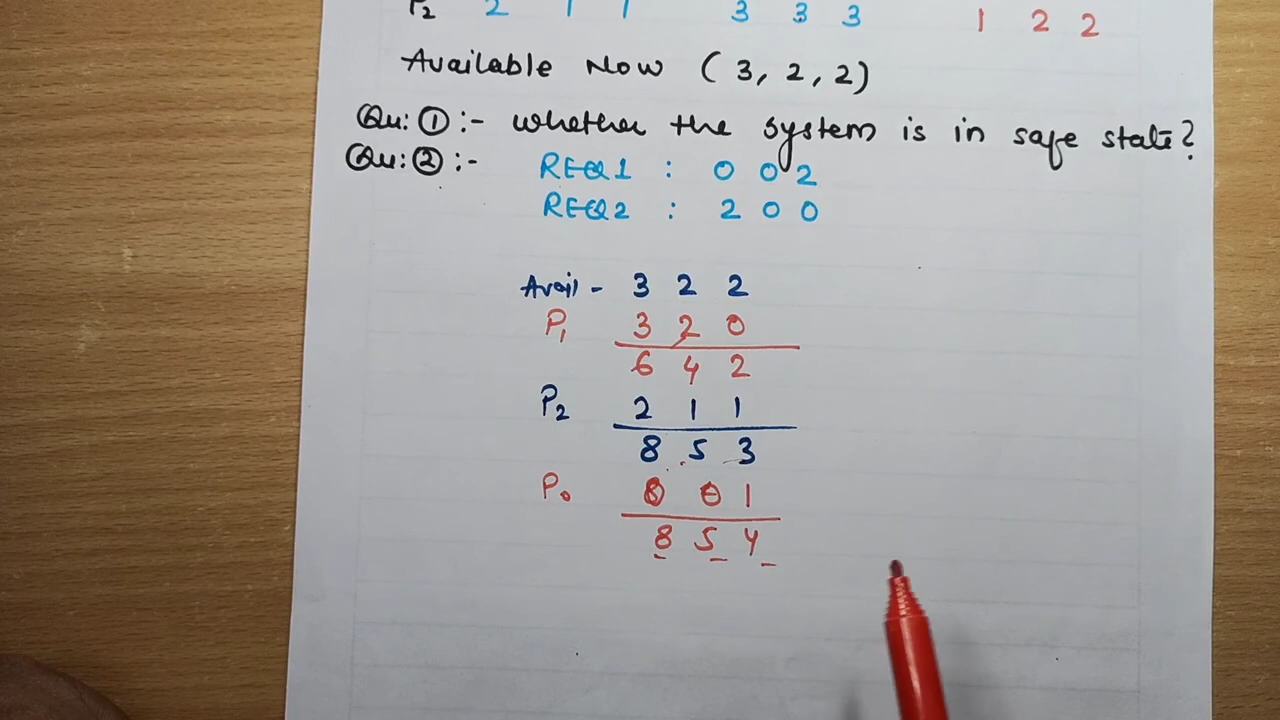 P2 2 1 1 3 3 3 1 2 2
Available Now (3, 2, 2)
Qu: ① :- whether the system is in safe state?
Qu: ② :- REQ1 : 0 0 2
REQ2 : 2 0 0
Avail - 3 2 2
P1 3 2 0
6 4 2
P2 2 1 1
8 5 3
P0 0 0 1
8 5 4